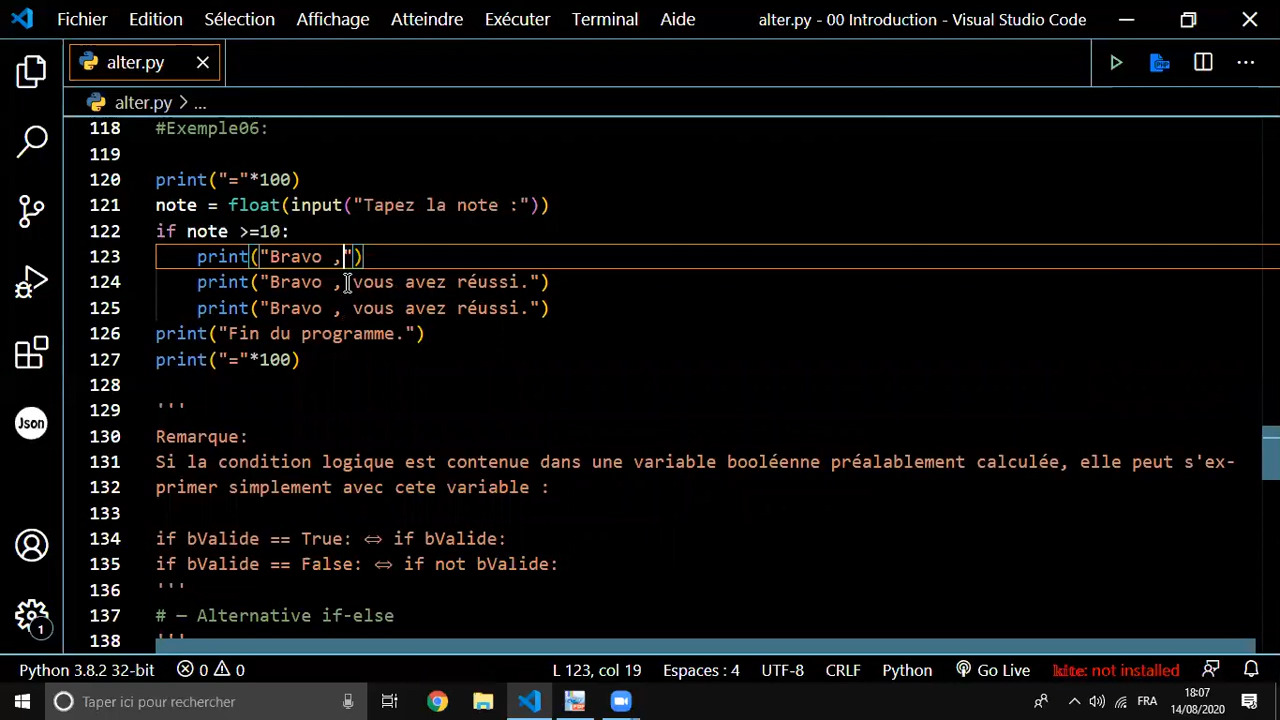 Fichier Edition Sélection Affichage Atteindre Exécuter Terminal Aide alter.py - 00 Introduction - Visual Studio Code
alter.py
alter.py > ...
118 #Exemple06:
119
120 print("="*100)
121 note = float(input("Tapez la note :"))
122 if note >=10:
123 print("Bravo ,")
124 print("Bravo , vous avez réussi.")
125 print("Bravo , vous avez réussi.")
126 print("Fin du programme.")
127 print("="*100)
128
129 '''
130 Remarque:
131 Si la condition logique est contenue dans une variable booléenne préalablement calculée, elle peut s'ex-
132 primer simplement avec cete variable :
133
134 if bValide == True: ⇔ if bValide:
135 if bValide == False: ⇔ if not bValide:
136 '''
137 # — Alternative if-else
138 '''
Json
1
Python 3.8.2 32-bit 0 0 L 123, col 19 Espaces : 4 UTF-8 CRLF Python Go Live kite: not installed
Taper ici pour rechercher FRA 18:07
14/08/2020